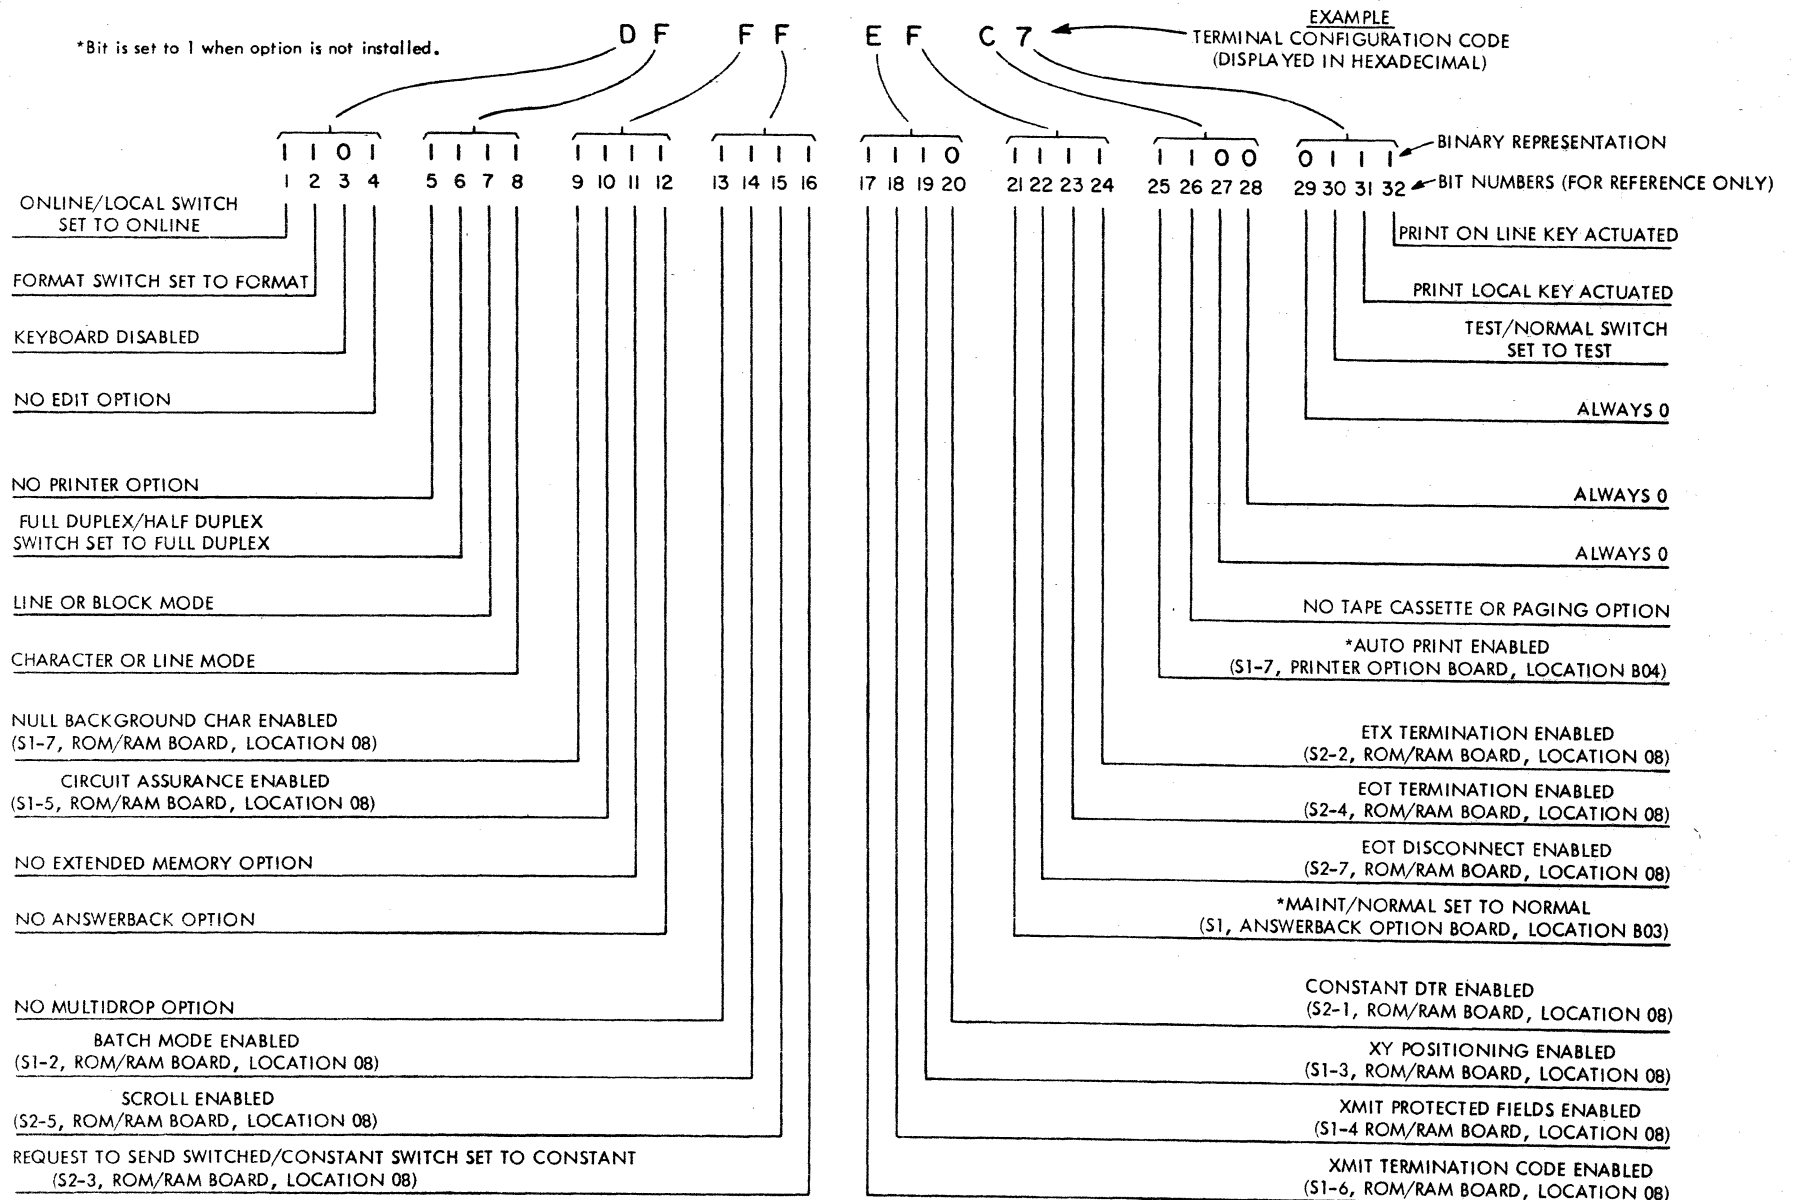 *Bit is set to 1 when option is not installed.
D F F F E F C 7
EXAMPLE
TERMINAL CONFIGURATION CODE
(DISPLAYED IN HEXADECIMAL)
1 1 0 1 1 1 1 1 1 1 1 1 1 1 1 1 1 1 1 0 1 1 1 1 1 1 0 0 0 1 1 1
BINARY REPRESENTATION
1 2 3 4 5 6 7 8 9 10 11 12 13 14 15 16 17 18 19 20 21 22 23 24 25 26 27 28 29 30 31 32
BIT NUMBERS (FOR REFERENCE ONLY)
ONLINE/LOCAL SWITCH
SET TO ONLINE
FORMAT SWITCH SET TO FORMAT
KEYBOARD DISABLED
NO EDIT OPTION
NO PRINTER OPTION
FULL DUPLEX/HALF DUPLEX
SWITCH SET TO FULL DUPLEX
LINE OR BLOCK MODE
CHARACTER OR LINE MODE
NULL BACKGROUND CHAR ENABLED
(S1-7, ROM/RAM BOARD, LOCATION 08)
CIRCUIT ASSURANCE ENABLED
(S1-5, ROM/RAM BOARD, LOCATION 08)
NO EXTENDED MEMORY OPTION
NO ANSWERBACK OPTION
NO MULTIDROP OPTION
BATCH MODE ENABLED
(S1-2, ROM/RAM BOARD, LOCATION 08)
SCROLL ENABLED
(S2-5, ROM/RAM BOARD, LOCATION 08)
REQUEST TO SEND SWITCHED/CONSTANT SWITCH SET TO CONSTANT
(S2-3, ROM/RAM BOARD, LOCATION 08)
PRINT ON LINE KEY ACTUATED
PRINT LOCAL KEY ACTUATED
TEST/NORMAL SWITCH
SET TO TEST
ALWAYS 0
ALWAYS 0
ALWAYS 0
NO TAPE CASSETTE OR PAGING OPTION
*AUTO PRINT ENABLED
(S1-7, PRINTER OPTION BOARD, LOCATION B04)
ETX TERMINATION ENABLED
(S2-2, ROM/RAM BOARD, LOCATION 08)
EOT TERMINATION ENABLED
(S2-4, ROM/RAM BOARD, LOCATION 08)
EOT DISCONNECT ENABLED
(S2-7, ROM/RAM BOARD, LOCATION 08)
*MAINT/NORMAL SET TO NORMAL
(S1, ANSWERBACK OPTION BOARD, LOCATION B03)
CONSTANT DTR ENABLED
(S2-1, ROM/RAM BOARD, LOCATION 08)
XY POSITIONING ENABLED
(S1-3, ROM/RAM BOARD, LOCATION 08)
XMIT PROTECTED FIELDS ENABLED
(S1-4 ROM/RAM BOARD, LOCATION 08)
XMIT TERMINATION CODE ENABLED
(S1-6, ROM/RAM BOARD, LOCATION 08)